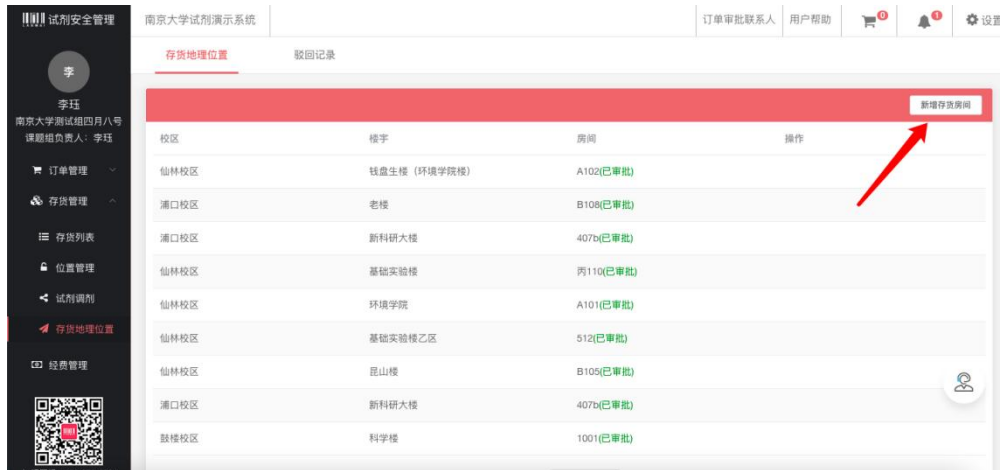 试剂安全管理
南京大学试剂演示系统
订单审批联系人 用户帮助 0 1 设置
存货地理位置 驳回记录
李
李珏
南京大学测试组四月八号
课题组负责人：李珏
订单管理
存货管理
存货列表
位置管理
试剂调剂
存货地理位置
经费管理
新增存货房间
校区 楼宇 房间 操作
仙林校区 钱盘生楼（环境学院楼） A102(已审批)
浦口校区 老楼 B108(已审批)
浦口校区 新科研大楼 407b(已审批)
仙林校区 基础实验楼 丙110(已审批)
仙林校区 环境学院 A101(已审批)
仙林校区 基础实验楼乙区 512(已审批)
仙林校区 昆山楼 B105(已审批)
浦口校区 新科研大楼 407b(已审批)
鼓楼校区 科学楼 1001(已审批)